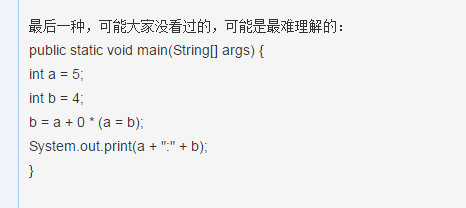 最后一种，可能大家没看过的，可能是最难理解的：
public static void main(String[] args) {
int a = 5;
int b = 4;
b = a + 0 * (a = b);
System.out.print(a + ":" + b);
}